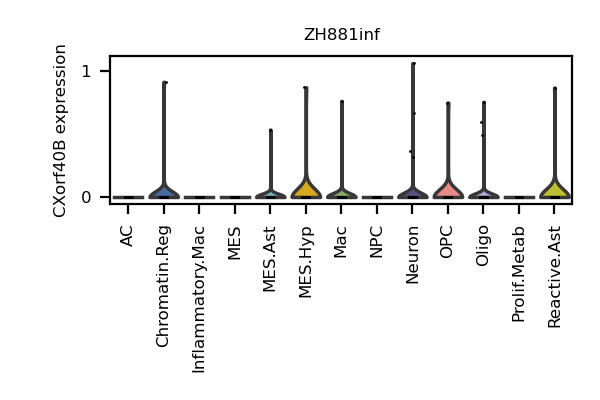 ZH881inf
CXorf40B expression
1
0
AC
Chromatin.Reg
Inflammatory.Mac
MES
MES.Ast
MES.Hyp
Mac
NPC
Neuron
OPC
Oligo
Prolif.Metab
Reactive.Ast